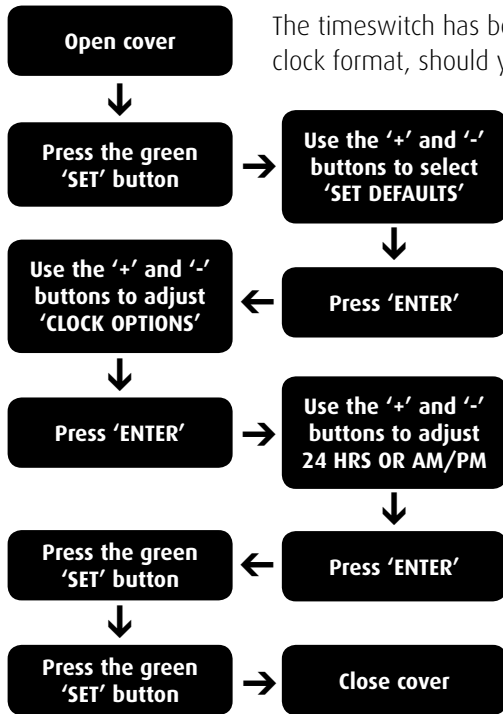 The timeswitch has
clock format, should
Open cover
Press the green
‘SET’ button
Use the ‘+’ and ‘-’
buttons to select
‘SET DEFAULTS’
Press ‘ENTER’
Use the ‘+’ and ‘-’
buttons to adjust
‘CLOCK OPTIONS’
Press ‘ENTER’
Use the ‘+’ and ‘-’
buttons to adjust
24 HRS OR AM/PM
Press ‘ENTER’
Press the green
‘SET’ button
Press the green
‘SET’ button
Close cover